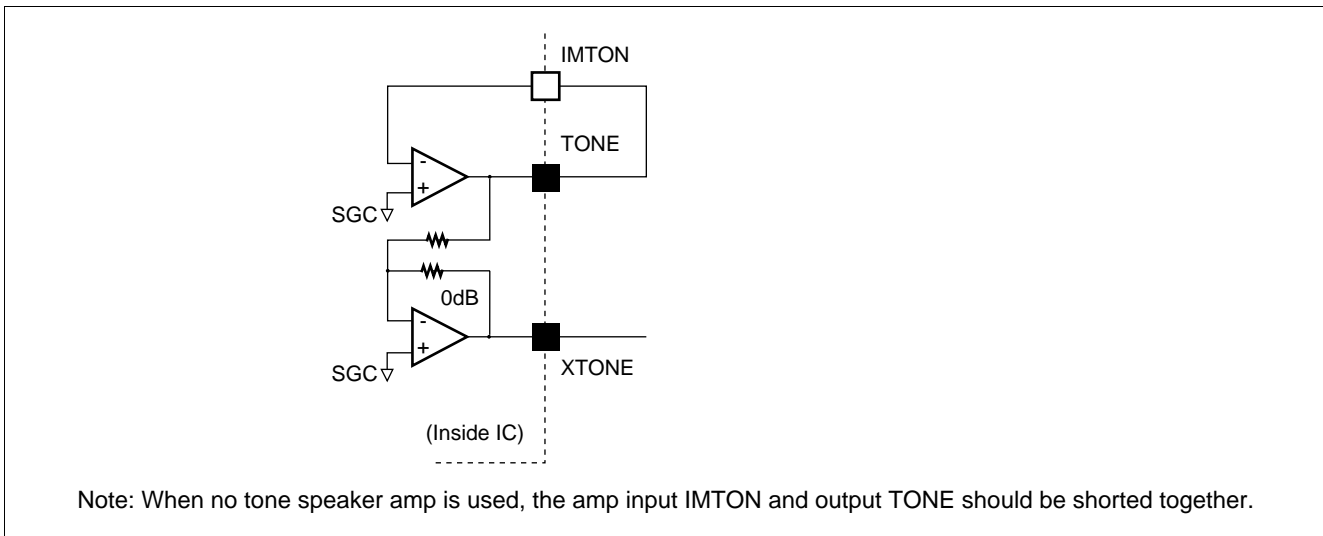 IMTON
TONE
-
+
SGC
0dB
-
+
SGC
XTONE
(Inside IC)
Note: When no tone speaker amp is used, the amp input IMTON and output TONE should be shorted together.